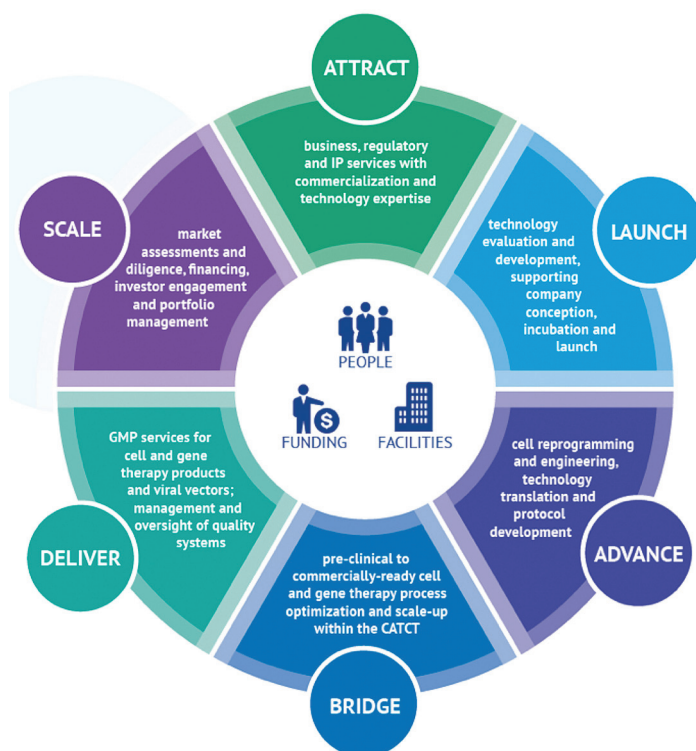 ATTRACT
business, regulatory
and IP services with
commercialization and
technology expertise
LAUNCH
technology
evaluation and
development,
supporting
company
conception,
incubation and
launch
ADVANCE
cell reprogramming
and engineering,
technology
translation and
protocol
development
BRIDGE
pre-clinical to
commercially-ready cell
and gene therapy process
optimization and scale-up
within the CATCT
DELIVER
GMP services for
cell and gene
therapy products
and viral vectors;
management and
oversight of quality
systems
SCALE
market
assessments and
diligence, financing,
investor engagement
and portfolio
management
PEOPLE
$
FUNDING
FACILITIES